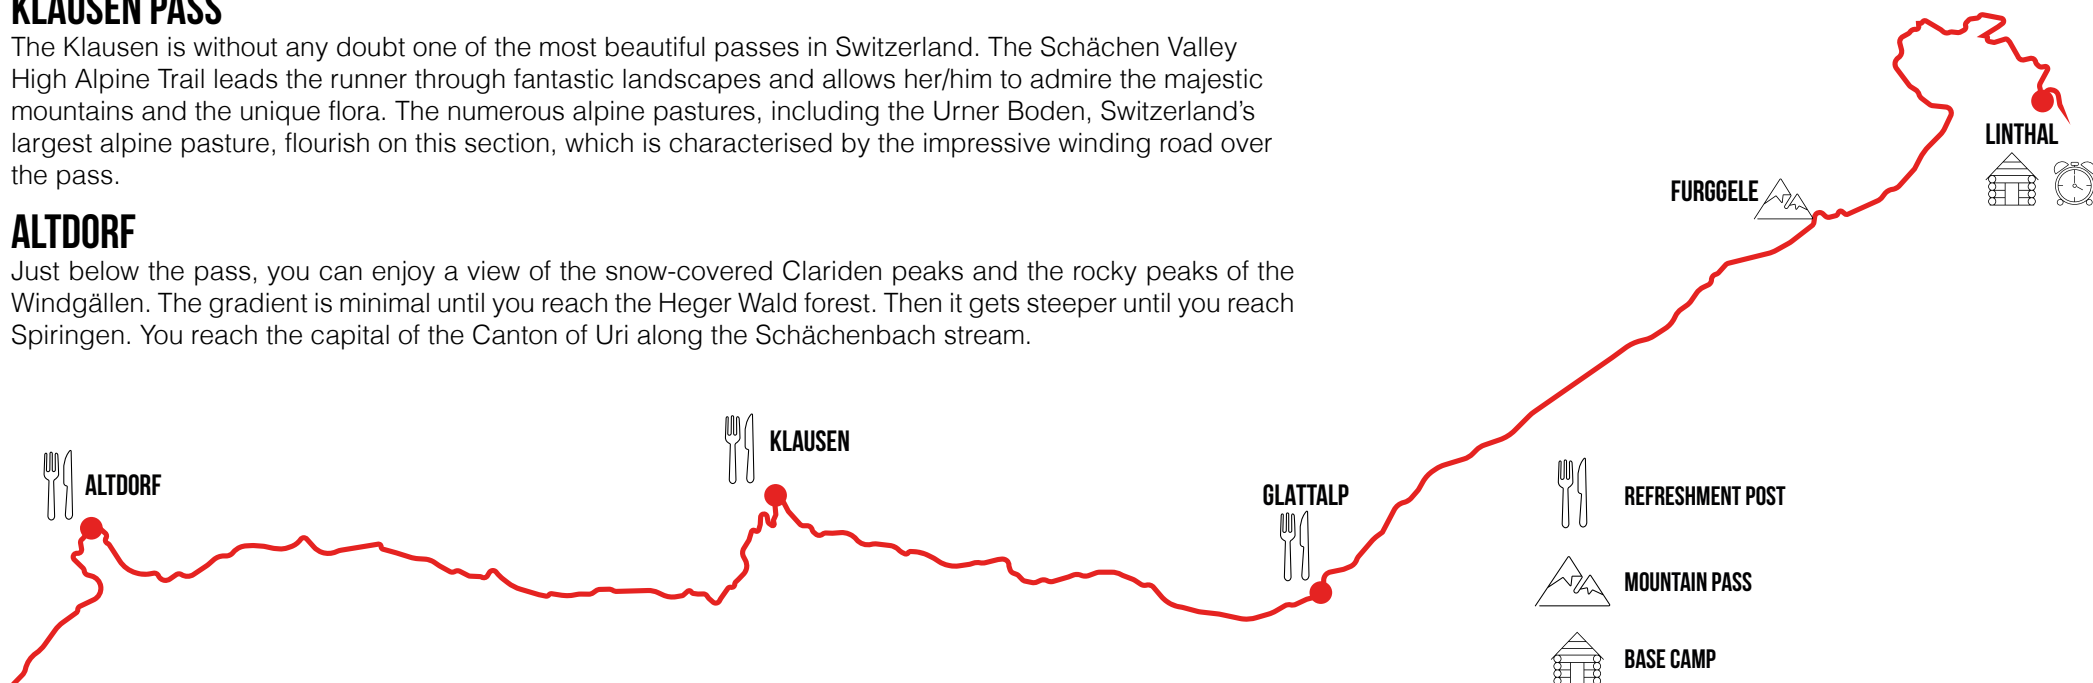 KLAUSEN PASS
The Klausen is without any doubt one of the most beautiful passes in Switzerland. The Schächen Valley
High Alpine Trail leads the runner through fantastic landscapes and allows her/him to admire the majestic
mountains and the unique flora. The numerous alpine pastures, including the Urner Boden, Switzerland's
largest alpine pasture, flourish on this section, which is characterised by the impressive winding road over
the pass.
ALTDORF
Just below the pass, you can enjoy a view of the snow-covered Clariden peaks and the rocky peaks of the
Windgällen. The gradient is minimal until you reach the Heger Wald forest. Then it gets steeper until you reach
Spiringen. You reach the capital of the Canton of Uri along the Schächenbach stream.
LINTHAL
FURGGELE
KLAUSEN
ALTDORF
GLATTALP
REFRESHMENT POST
MOUNTAIN PASS
BASE CAMP